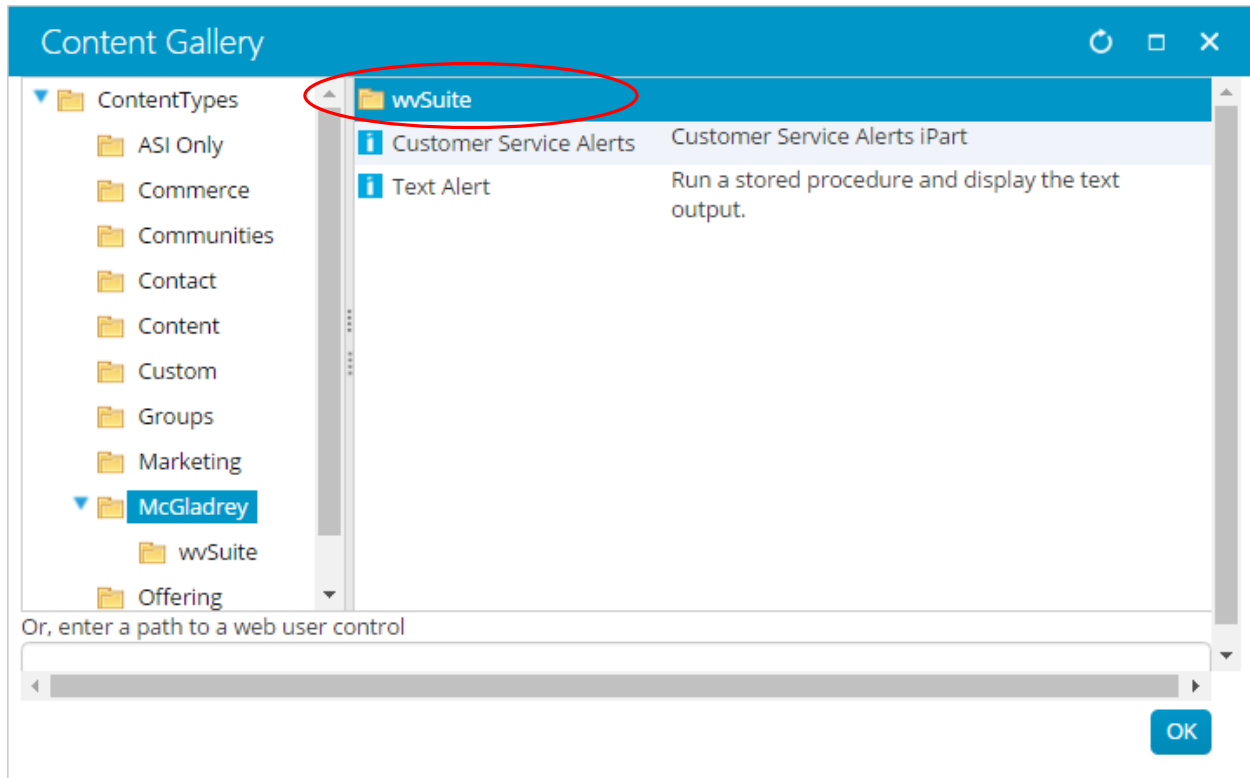 Content Gallery
ContentTypes
ASI Only
Commerce
Communities
Contact
Content
Custom
Groups
Marketing
McGladrey
wvSuite
Offering
wvSuite
Customer Service Alerts Customer Service Alerts iPart
Text Alert Run a stored procedure and display the text
output.
Or, enter a path to a web user control
OK